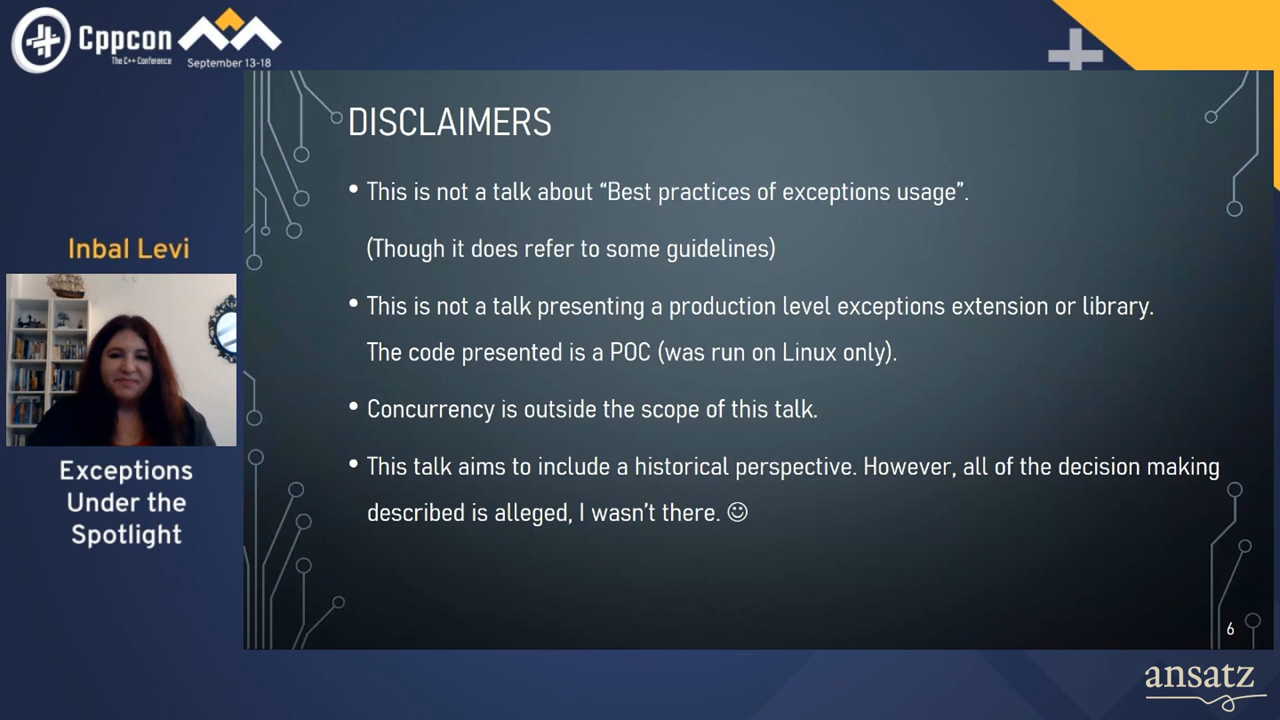 Cppcon
The C++ Conference
September 13-18
DISCLAIMERS
• This is not a talk about “Best practices of exceptions usage”.
(Though it does refer to some guidelines)
• This is not a talk presenting a production level exceptions extension or library.
The code presented is a POC (was run on Linux only).
• Concurrency is outside the scope of this talk.
• This talk aims to include a historical perspective. However, all of the decision making
described is alleged, I wasn’t there. ☺
6
Inbal Levi
Exceptions
Under the
Spotlight
ansatz